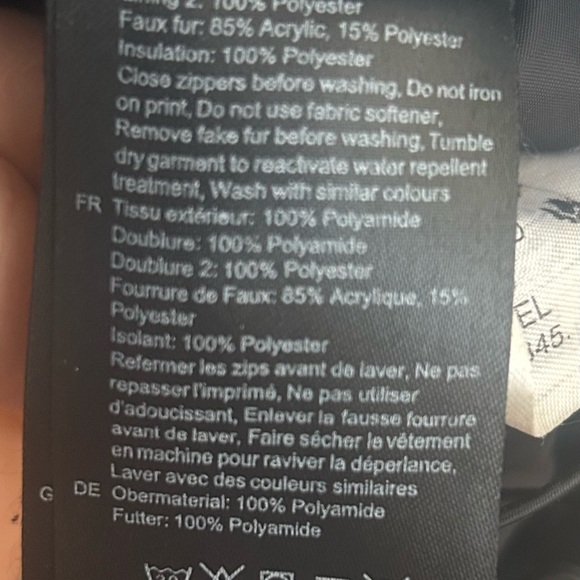 2: 100% Polyester
Faux fur: 85% Acrylic, 15% Polyester
Insulation: 100% Polyester
Close zippers before washing, Do not iron
on print, Do not use fabric softener,
Remove fake fur before washing, Tumble
dry garment to reactivate water repellent
treatment, Wash with similar colours
FR Tissu extérieur: 100% Polyamide
Doublure: 100% Polyamide
Doublure 2: 100% Polyester
Fourrure de Faux: 85% Acrylique, 15%
Polyester
Isolant: 100% Polyester
Refermer les zips avant de laver, Ne pas
repasser l'imprimé, Ne pas utiliser
d'adoucissant, Enlever la fausse fourrure
avant de laver, Faire sécher le vêtement
en machine pour raviver la déperlance,
Laver avec des couleurs similaires
G DE Obermaterial: 100% Polyamide
Futter: 100% Polyamide
EL
145.